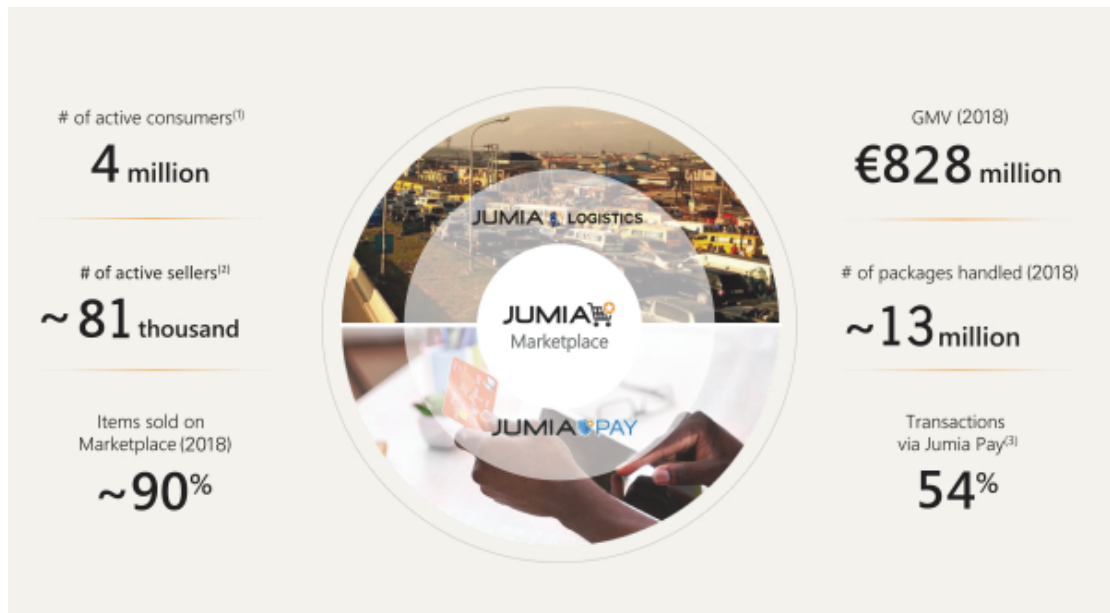 # of active consumers(1)
4 million
# of active sellers(2)
~ 81 thousand
Items sold on
Marketplace (2018)
~90%
JUMIA LOGISTICS
JUMIA
Marketplace
JUMIA PAY
GMV (2018)
€828 million
# of packages handled (2018)
~13 million
Transactions
via Jumia Pay(3)
54%